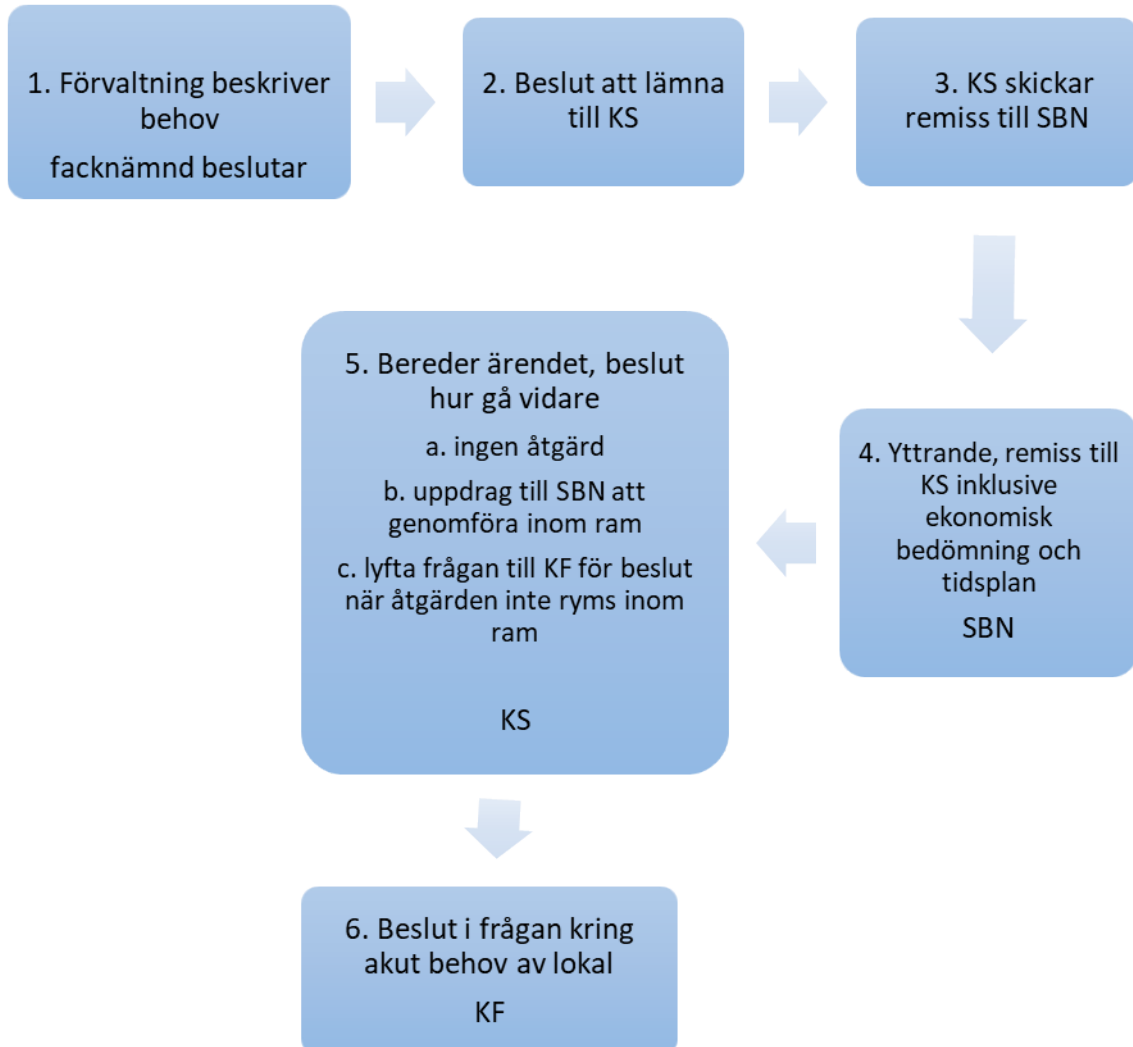 1. Förvaltning beskriver
behov
facknämnd beslutar
2. Beslut att lämna
till KS
3. KS skickar
remiss till SBN
4. Yttrande, remiss till
KS inklusive
ekonomisk
bedömning och
tidsplan
SBN
5. Bereder ärendet, beslut
hur gå vidare
a. ingen åtgärd
b. uppdrag till SBN att
genomföra inom ram
c. lyfta frågan till KF för beslut
när åtgärden inte ryms inom
ram
KS
6. Beslut i frågan kring
akut behov av lokal
KF